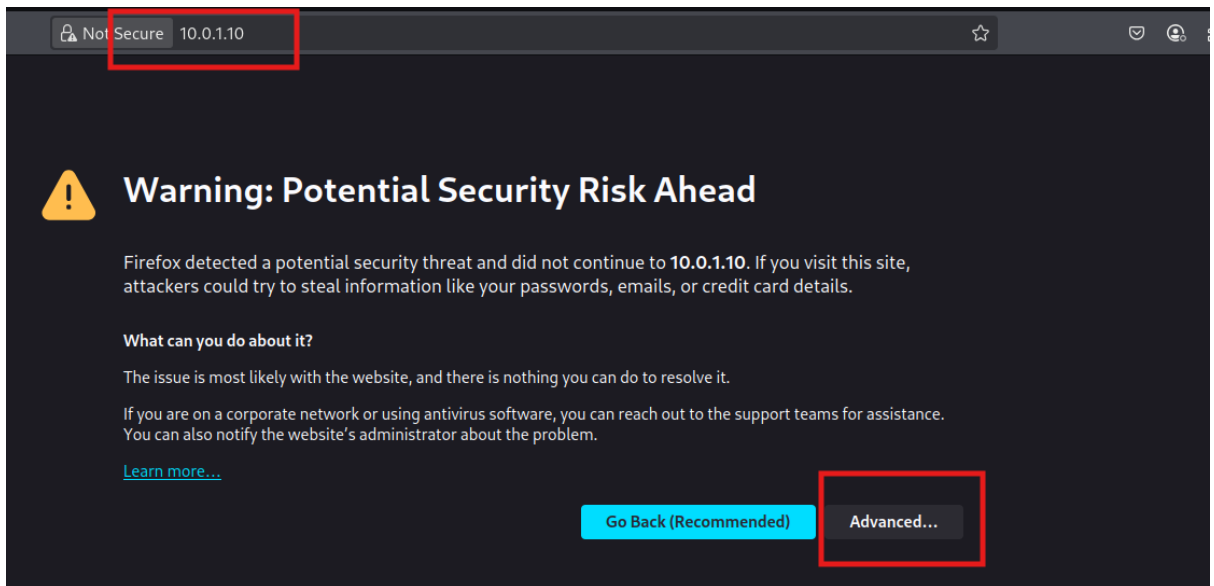 Not Secure 10.0.1.10
Warning: Potential Security Risk Ahead
Firefox detected a potential security threat and did not continue to 10.0.1.10. If you visit this site,
attackers could try to steal information like your passwords, emails, or credit card details.
What can you do about it?
The issue is most likely with the website, and there is nothing you can do to resolve it.
If you are on a corporate network or using antivirus software, you can reach out to the support teams for assistance.
You can also notify the website’s administrator about the problem.
Learn more…
Go Back (Recommended) Advanced…